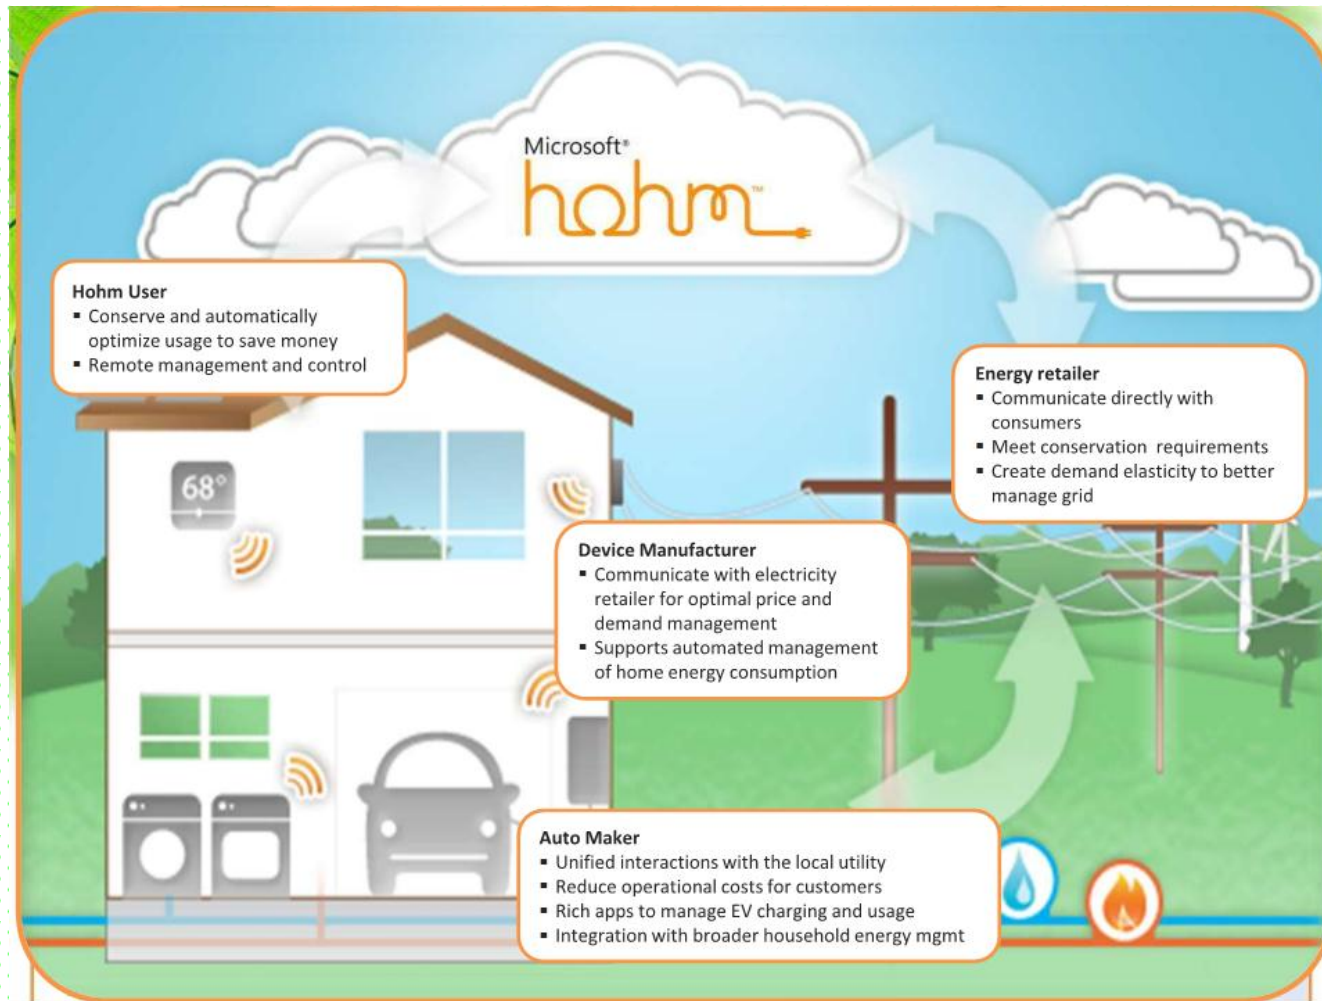 Microsoft®
hohm™
Hohm User
▪ Conserve and automatically
optimize usage to save money
▪ Remote management and control
Energy retailer
▪ Communicate directly with
consumers
▪ Meet conservation requirements
▪ Create demand elasticity to better
manage grid
68°
Device Manufacturer
▪ Communicate with electricity
retailer for optimal price and
demand management
▪ Supports automated management
of home energy consumption
Auto Maker
▪ Unified interactions with the local utility
▪ Reduce operational costs for customers
▪ Rich apps to manage EV charging and usage
▪ Integration with broader household energy mgmt